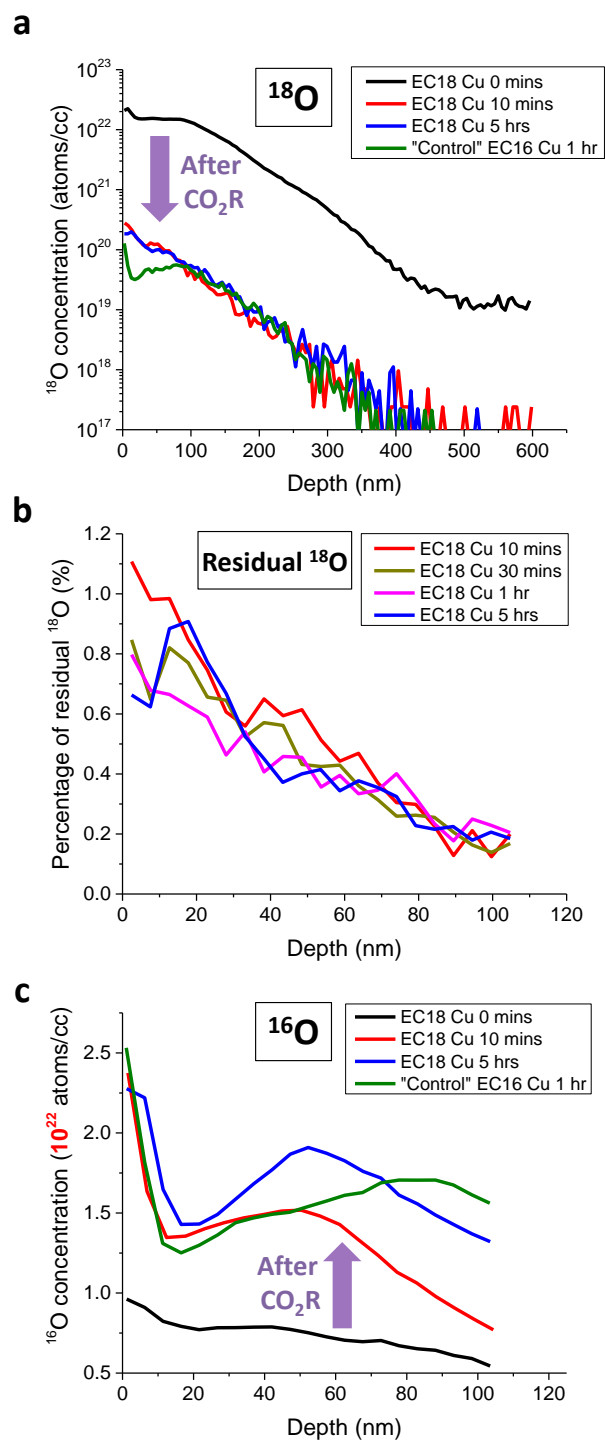 a
10²³
10²²
10²¹
10²⁰
10¹⁹
10¹⁸
10¹⁷
¹⁸O concentration (atoms/cc)
¹⁸O
EC18 Cu 0 mins
EC18 Cu 10 mins
EC18 Cu 5 hrs
"Control" EC16 Cu 1 hr
After
CO₂R
0 100 200 300 400 500 600
Depth (nm)
b
1.2
1.0
0.8
0.6
0.4
0.2
0.0
Percentage of residual ¹⁸O (%)
Residual ¹⁸O
EC18 Cu 10 mins
EC18 Cu 30 mins
EC18 Cu 1 hr
EC18 Cu 5 hrs
0 20 40 60 80 100 120
Depth (nm)
c
2.5
2.0
1.5
1.0
0.5
¹⁶O concentration (10²² atoms/cc)
¹⁶O
EC18 Cu 0 mins
EC18 Cu 10 mins
EC18 Cu 5 hrs
"Control" EC16 Cu 1 hr
After
CO₂R
0 20 40 60 80 100 120
Depth (nm)